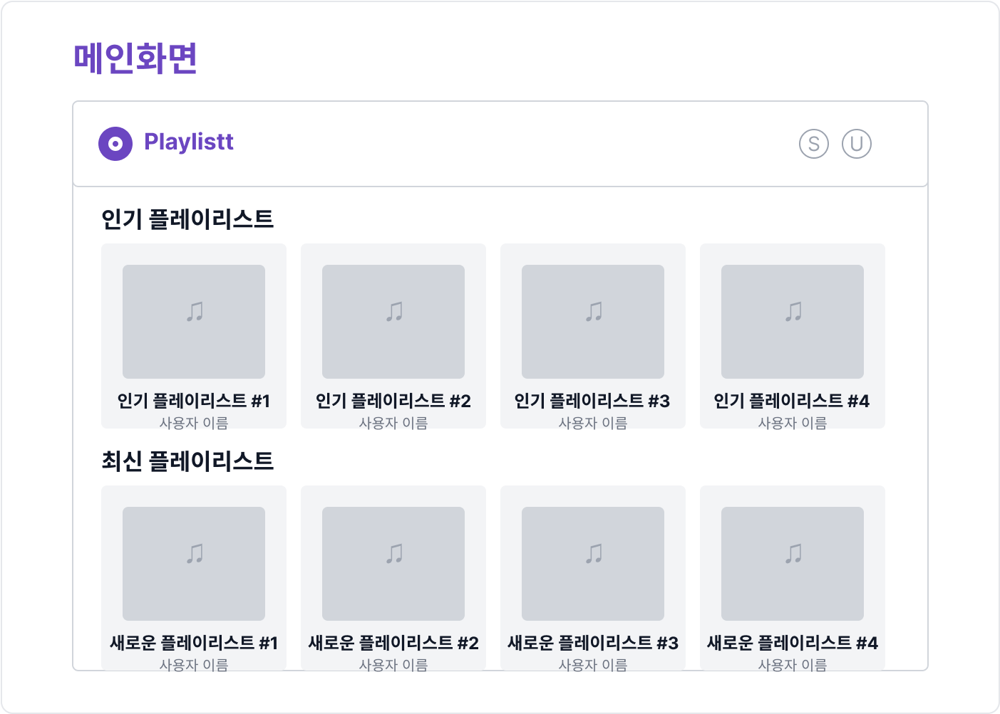 메인화면
Playlistt
S U
인기 플레이리스트
♫ ♫ ♫ ♫
인기 플레이리스트 #1 인기 플레이리스트 #2 인기 플레이리스트 #3 인기 플레이리스트 #4
사용자 이름 사용자 이름 사용자 이름 사용자 이름
최신 플레이리스트
♫ ♫ ♫ ♫
새로운 플레이리스트 #1 새로운 플레이리스트 #2 새로운 플레이리스트 #3 새로운 플레이리스트 #4
사용자 이름 사용자 이름 사용자 이름 사용자 이름